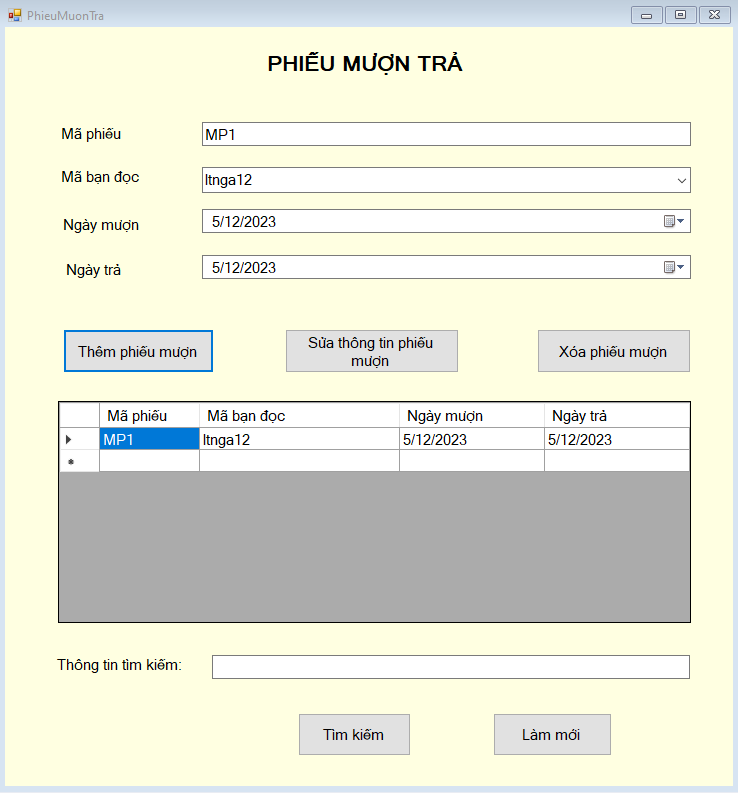 PhieuMuonTra
PHIẾU MƯỢN TRẢ
Mã phiếu
MP1
Mã bạn đọc
ltnga12
Ngày mượn
5/12/2023
Ngày trả
5/12/2023
Thêm phiếu mượn
Sửa thông tin phiếu
mượn
Xóa phiếu mượn
Mã phiếu Mã bạn đọc Ngày mượn Ngày trả
MP1 ltnga12 5/12/2023 5/12/2023
Thông tin tìm kiếm:
Tìm kiếm
Làm mới